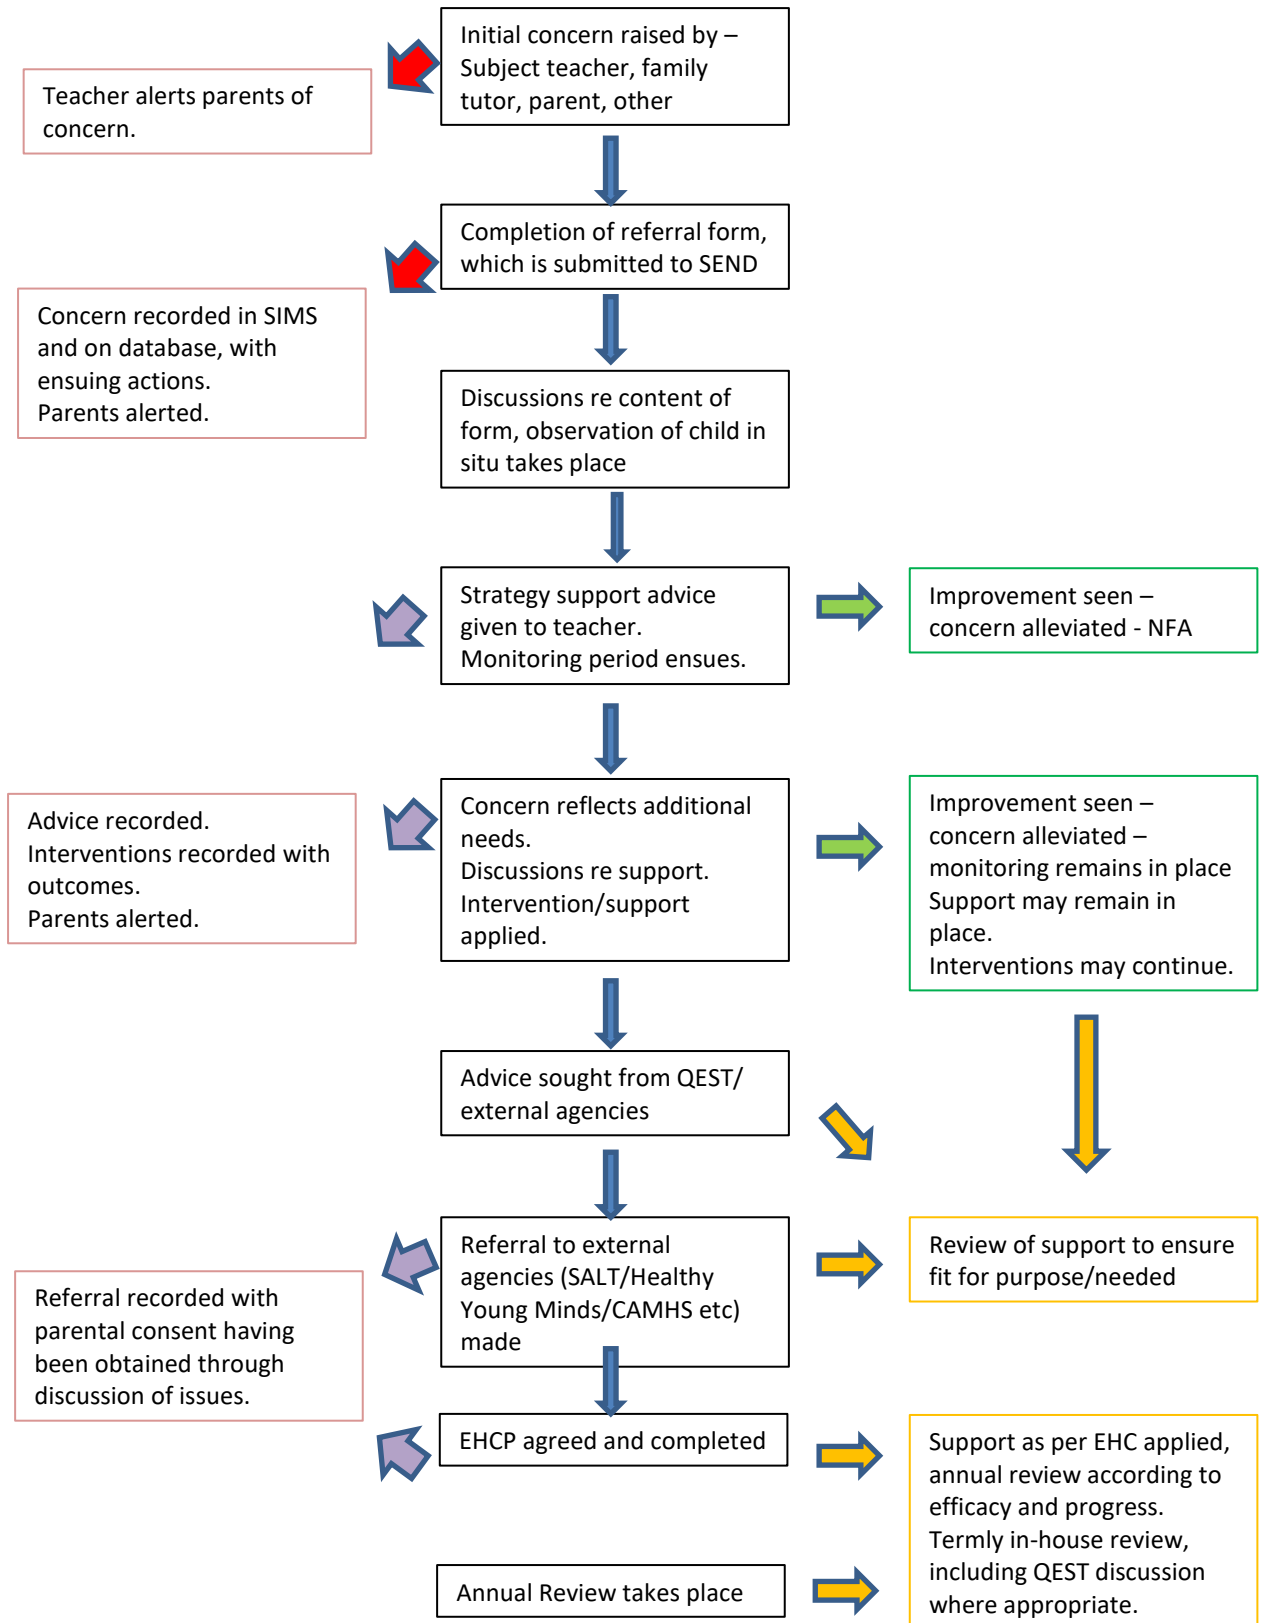 Initial concern raised by –
Subject teacher, family
tutor, parent, other
Teacher alerts parents of
concern.
Completion of referral form,
which is submitted to SEND
Concern recorded in SIMS
and on database, with
ensuing actions.
Parents alerted.
Discussions re content of
form, observation of child in
situ takes place
Strategy support advice
given to teacher.
Monitoring period ensues.
Improvement seen –
concern alleviated - NFA
Advice recorded.
Interventions recorded with
outcomes.
Parents alerted.
Concern reflects additional
needs.
Discussions re support.
Intervention/support
applied.
Improvement seen –
concern alleviated –
monitoring remains in place
Support may remain in
place.
Interventions may continue.
Advice sought from QEST/
external agencies
Referral to external
agencies (SALT/Healthy
Young Minds/CAMHS etc)
made
Review of support to ensure
fit for purpose/needed
Referral recorded with
parental consent having
been obtained through
discussion of issues.
EHCP agreed and completed
Support as per EHC applied,
annual review according to
efficacy and progress.
Termly in-house review,
including QEST discussion
where appropriate.
Annual Review takes place